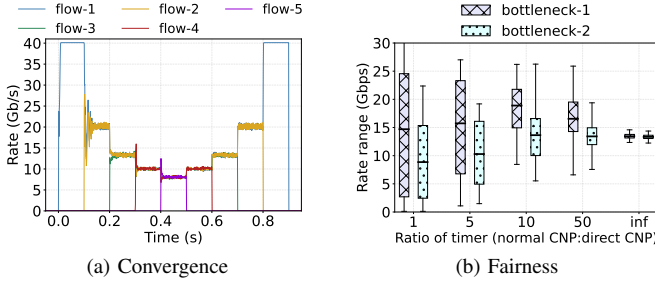 flow-1 flow-2 flow-5
flow-3 flow-4
Rate (Gb/s)
40
35
30
25
20
15
10
5
0
0.0 0.2 0.4 0.6 0.8
Time (s)
(a) Convergence
bottleneck-1
bottleneck-2
Rate range (Gbps)
30
25
20
15
10
5
0
1 5 10 50 inf
Ratio of timer (normal CNP:direct CNP)
(b) Fairness